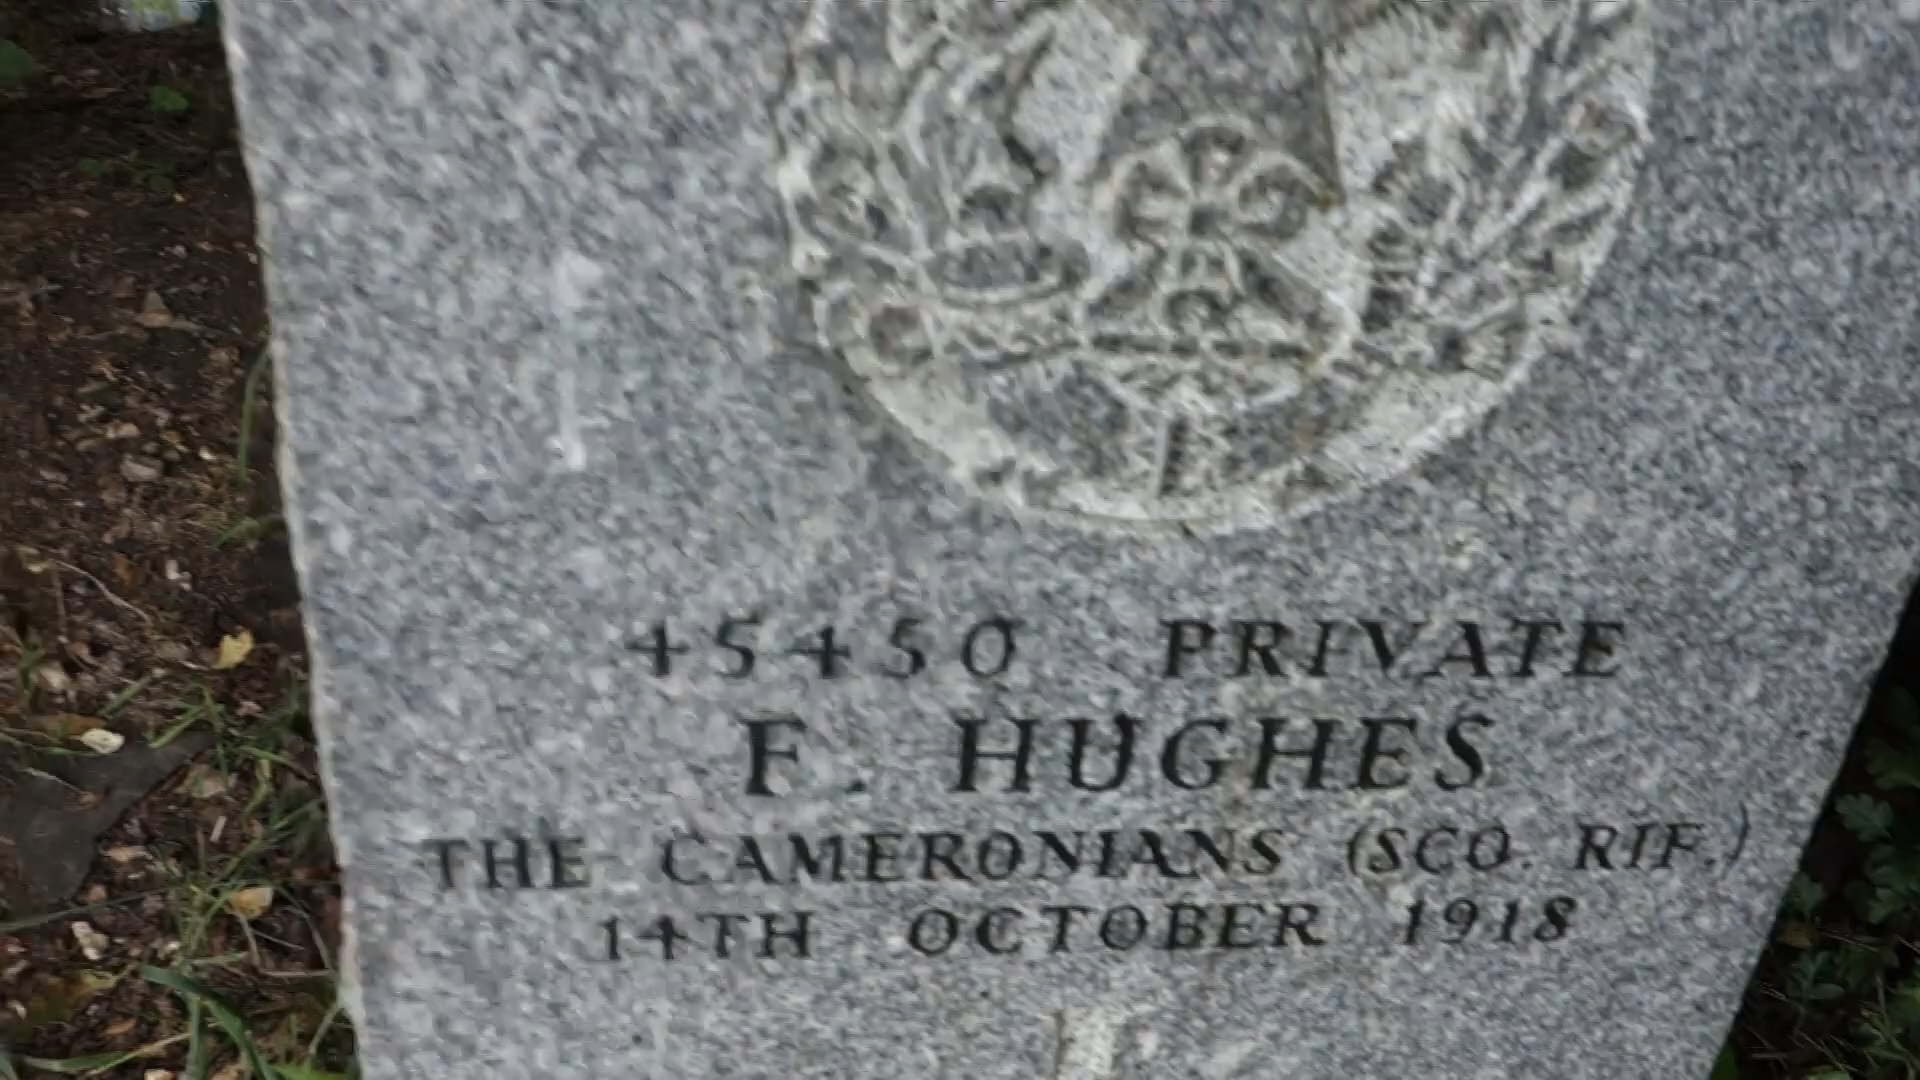 45450 PRIVATE
F. HUGHES
THE CAMERONIANS (SCO. RIF.)
14TH OCTOBER 1918